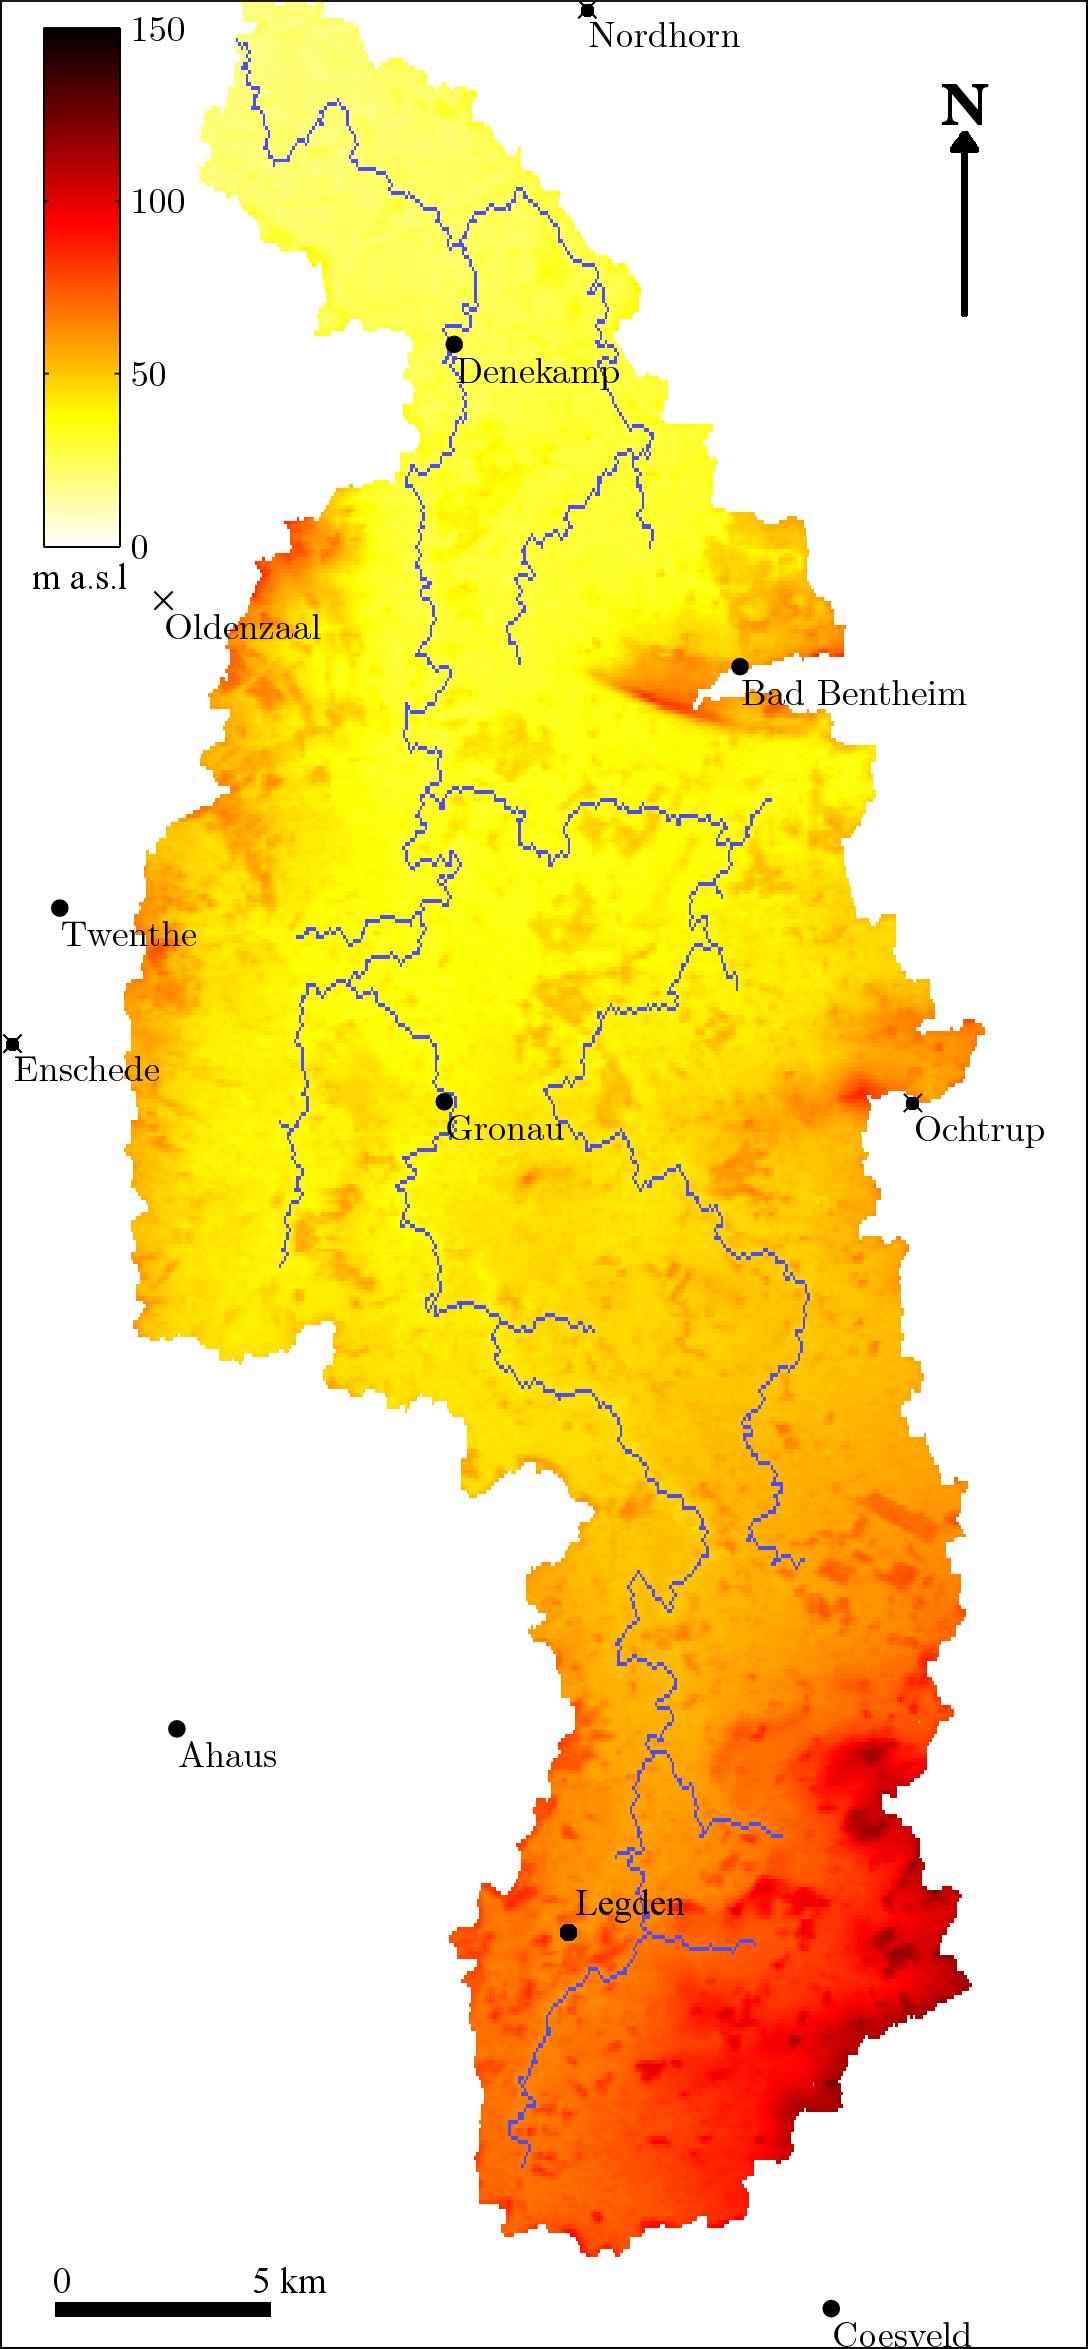 150
Nordhorn
N
100
Denekamp
50
0
m a.s.l
Oldenzaal
Bad Bentheim
Twenthe
Enschede
Gronau
Ochtrup
Ahaus
Legden
0
5 km
Coesveld